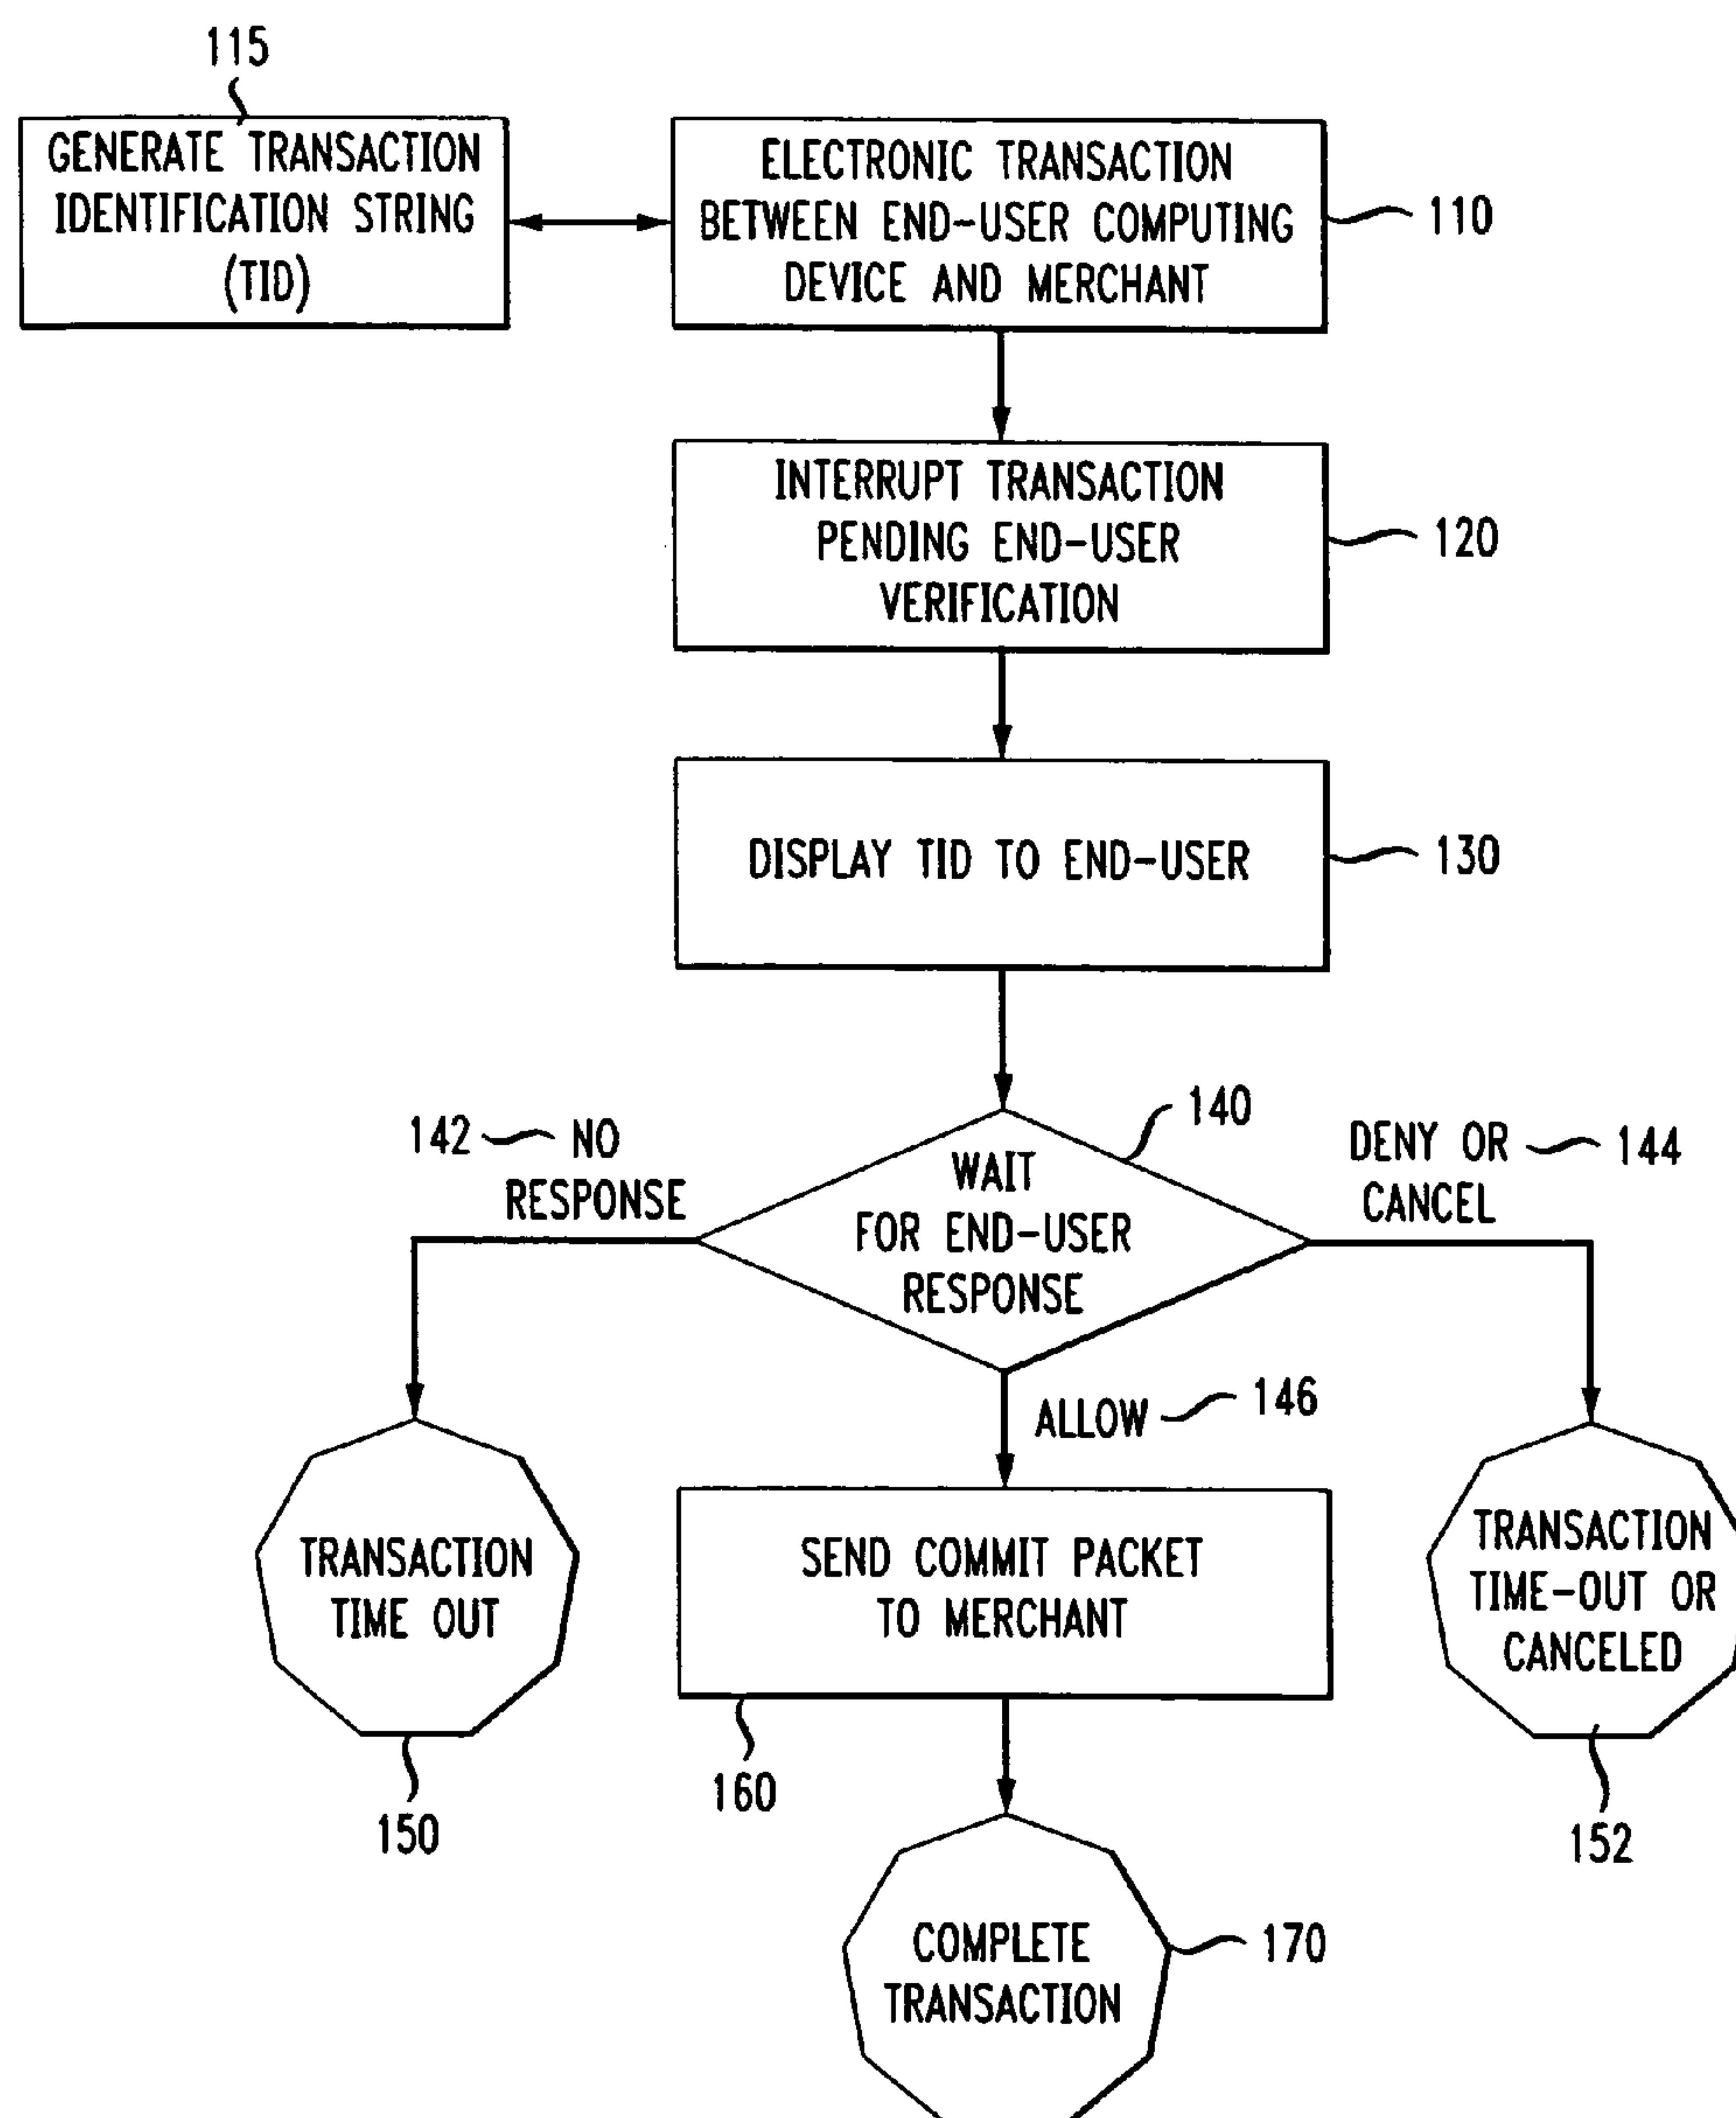 115
GENERATE TRANSACTION
IDENTIFICATION STRING
(TID)
ELECTRONIC TRANSACTION
BETWEEN END-USER COMPUTING
DEVICE AND MERCHANT
110
INTERRUPT TRANSACTION
PENDING END-USER
VERIFICATION
120
DISPLAY TID TO END-USER
130
140
142
NO
RESPONSE
WAIT
FOR END-USER
RESPONSE
DENY OR
CANCEL
144
ALLOW
146
TRANSACTION
TIME OUT
150
SEND COMMIT PACKET
TO MERCHANT
160
TRANSACTION
TIME-OUT OR
CANCELED
152
COMPLETE
TRANSACTION
170